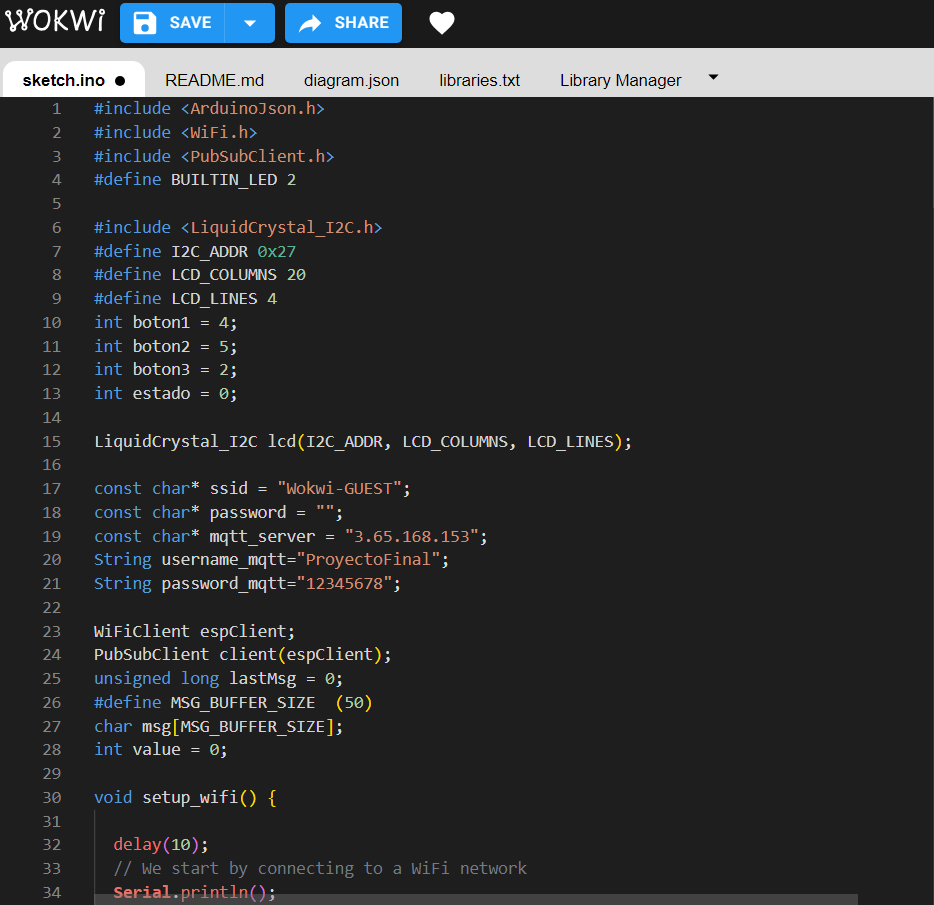 WOKWi SAVE SHARE
sketch.ino README.md diagram.json libraries.txt Library Manager
1 #include <ArduinoJson.h>
2 #include <WiFi.h>
3 #include <PubSubClient.h>
4 #define BUILTIN_LED 2
5
6 #include <LiquidCrystal_I2C.h>
7 #define I2C_ADDR 0x27
8 #define LCD_COLUMNS 20
9 #define LCD_LINES 4
10 int boton1 = 4;
11 int boton2 = 5;
12 int boton3 = 2;
13 int estado = 0;
14
15 LiquidCrystal_I2C lcd(I2C_ADDR, LCD_COLUMNS, LCD_LINES);
16
17 const char* ssid = "Wokwi-GUEST";
18 const char* password = "";
19 const char* mqtt_server = "3.65.168.153";
20 String username_mqtt="ProyectoFinal";
21 String password_mqtt="12345678";
22
23 WiFiClient espClient;
24 PubSubClient client(espClient);
25 unsigned long lastMsg = 0;
26 #define MSG_BUFFER_SIZE  (50)
27 char msg[MSG_BUFFER_SIZE];
28 int value = 0;
29
30 void setup_wifi() {
31
32   delay(10);
33   // We start by connecting to a WiFi network
34   Serial.println();